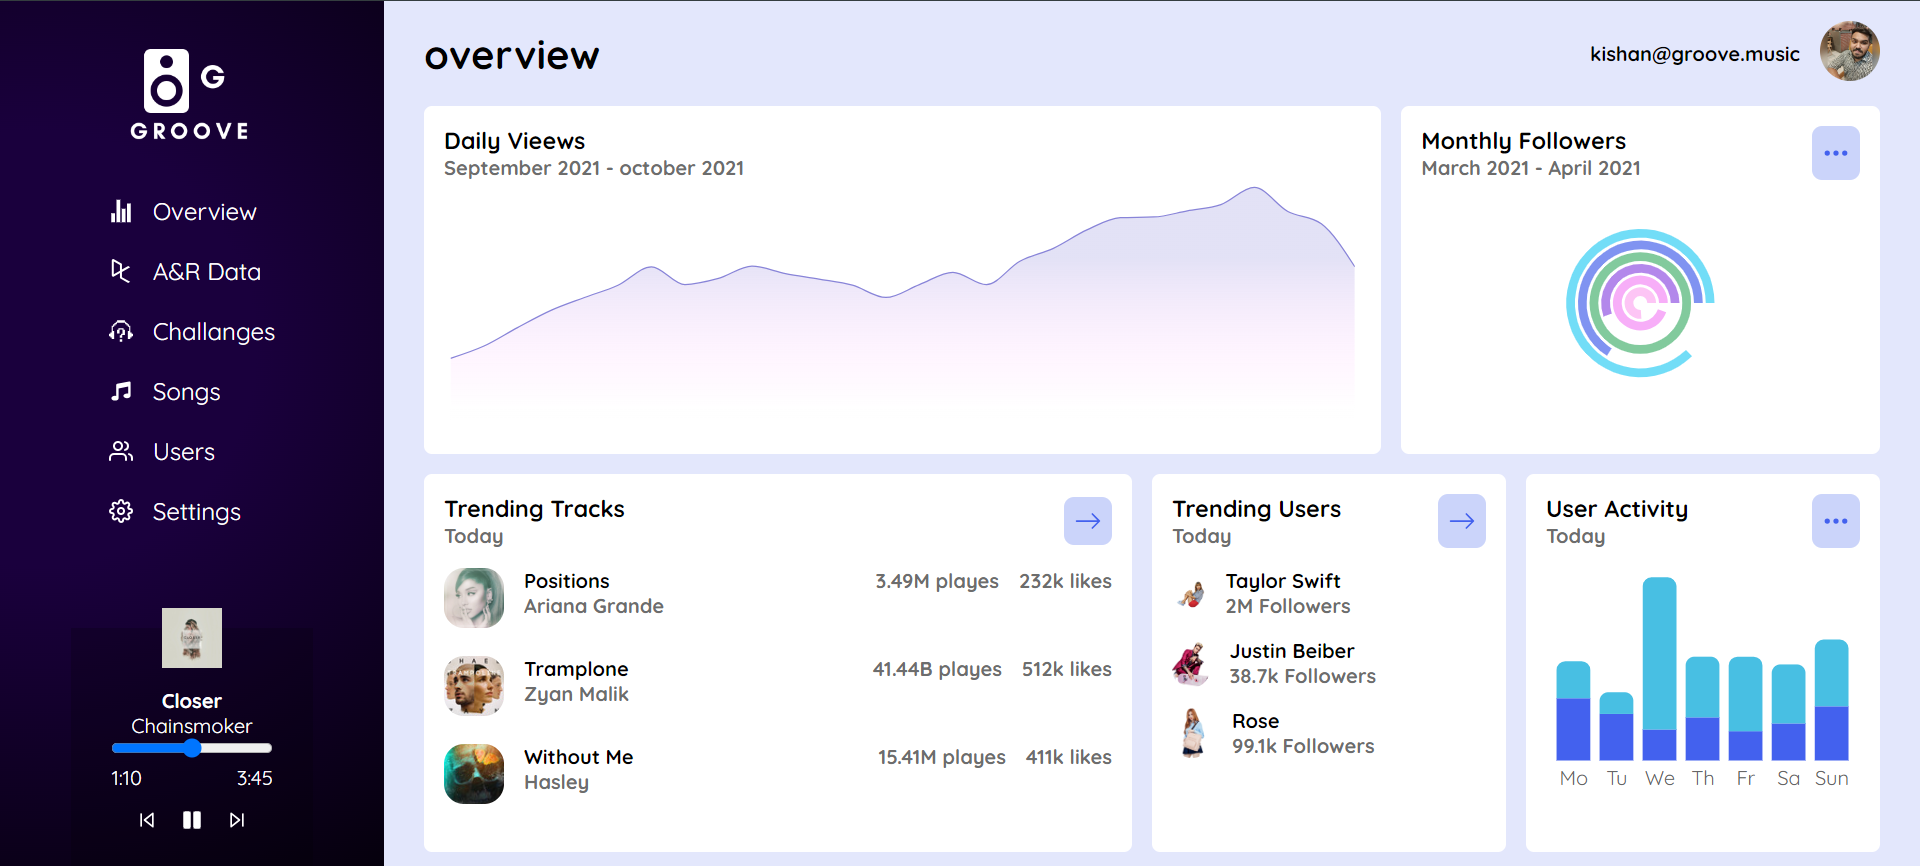 G
GROOVE
Overview
A&R Data
Challanges
Songs
Users
Settings
Closer
Chainsmoker
1:10 3:45
overview
kishan@groove.music
Daily Vieews
September 2021 - october 2021
Monthly Followers
March 2021 - April 2021
Trending Tracks
Today
Positions 3.49M playes 232k likes
Ariana Grande
Tramplone 41.44B playes 512k likes
Zyan Malik
Without Me 15.41M playes 411k likes
Hasley
Trending Users
Today
Taylor Swift
2M Followers
Justin Beiber
38.7k Followers
Rose
99.1k Followers
User Activity
Today
Mo Tu We Th Fr Sa Sun